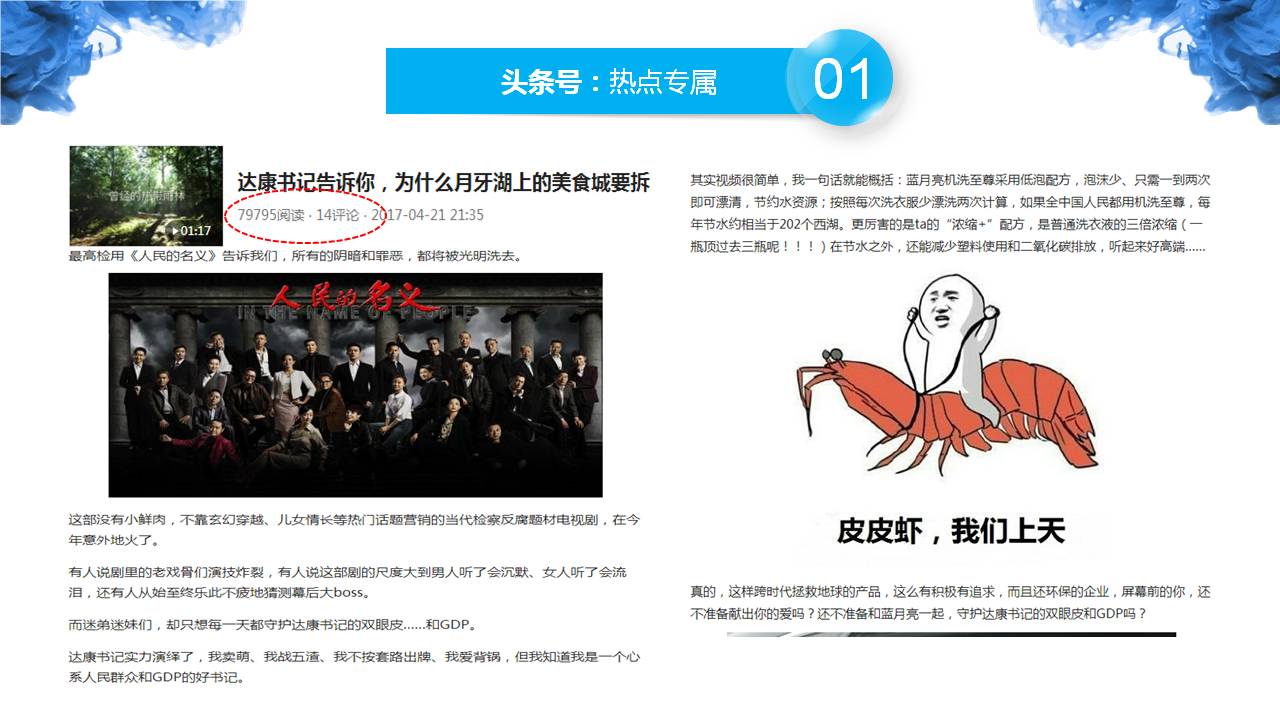 头条号：热点专属
01
曾经的热带雨林
01:17
达康书记告诉你，为什么月牙湖上的美食城要拆
79795阅读 · 14评论 · 2017-04-21 21:35
最高检用《人民的名义》告诉我们，所有的阴暗和罪恶，都将被光明洗去。
人民的名义
IN THE NAME OF PEOPLE
这部没有小鲜肉，不靠玄幻穿越、儿女情长等热门话题营销的当代检察反腐题材电视剧，在今
年意外地火了。
有人说剧里的老戏骨们演技炸裂，有人说这部剧的尺度大到男人听了会沉默、女人听了会流
泪，还有人从始至终乐此不疲地猜测幕后大boss。
而迷弟迷妹们，却只想每一天都守护达康书记的双眼皮......和GDP。
达康书记实力演绎了，我卖萌、我战五渣、我不按套路出牌、我爱背锅，但我知道我是一个心
系人民群众和GDP的好书记。
其实视频很简单，我一句话就能概括：蓝月亮机洗至尊采用低泡配方，泡沫少、只需一到两次
即可漂清，节约水资源；按照每次洗衣服少漂洗两次计算，如果全中国人民都用机洗至尊，每
年节水约相当于202个西湖。更厉害的是ta的“浓缩+”配方，是普通洗衣液的三倍浓缩（一
瓶顶过去三瓶呢！！！）在节水之外，还能减少塑料使用和二氧化碳排放，听起来好高端......
皮皮虾，我们上天
真的，这样跨时代拯救地球的产品，这么有积极有追求，而且还环保的企业，屏幕前的你，还
不准备献出你的爱吗？还不准备和蓝月亮一起，守护达康书记的双眼皮和GDP吗？